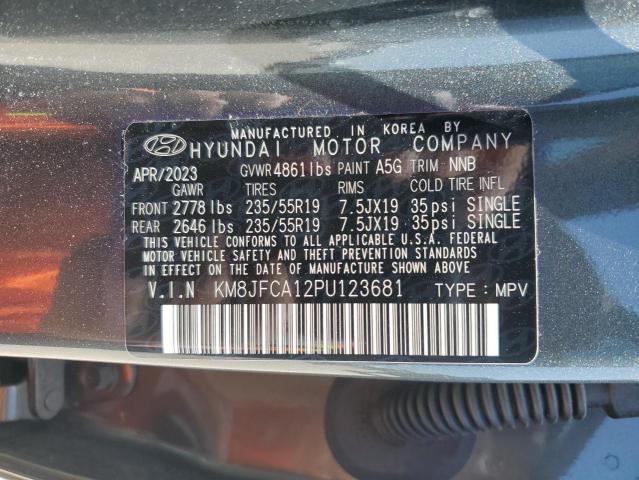 MANUFACTURED IN KOREA BY
HYUNDAI MOTOR COMPANY
APR/2023 GVWR 4861lbs PAINT A5G TRIM NNB
GAWR TIRES RIMS COLD TIRE INFL
FRONT 2778 lbs 235/55R19 7.5JX19 35psi SINGLE
REAR 2646 lbs 235/55R19 7.5JX19 35psi SINGLE
THIS VEHICLE CONFORMS TO ALL APPLICABLE U.S.A. FEDERAL
MOTOR VEHICLE SAFETY AND THEFT PREVENTION STANDARDS
IN EFFECT ON THE DATE OF MANUFACTURE SHOWN ABOVE.
V.I.N KM8JFCA12PU123681 TYPE : MPV